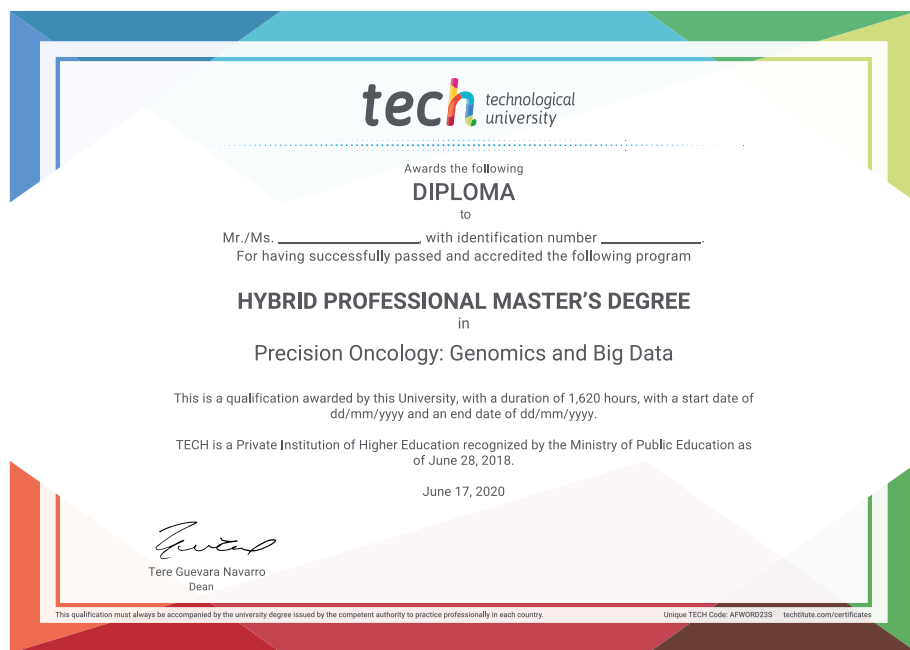 tech technological
university
Awards the following
DIPLOMA
to
Mr./Ms. ____________________, with identification number ______________.
For having successfully passed and accredited the following program
HYBRID PROFESSIONAL MASTER'S DEGREE
in
Precision Oncology: Genomics and Big Data
This is a qualification awarded by this University, with a duration of 1,620 hours, with a start date of
dd/mm/yyyy and an end date of dd/mm/yyyy.
TECH is a Private Institution of Higher Education recognized by the Ministry of Public Education as
of June 28, 2018.
June 17, 2020
Tere Guevara Navarro
Dean
This qualification must always be accompanied by the university degree issued by the competent authority to practice professionally in each country. Unique TECH Code: AFWORD23S techtitute.com/certificates